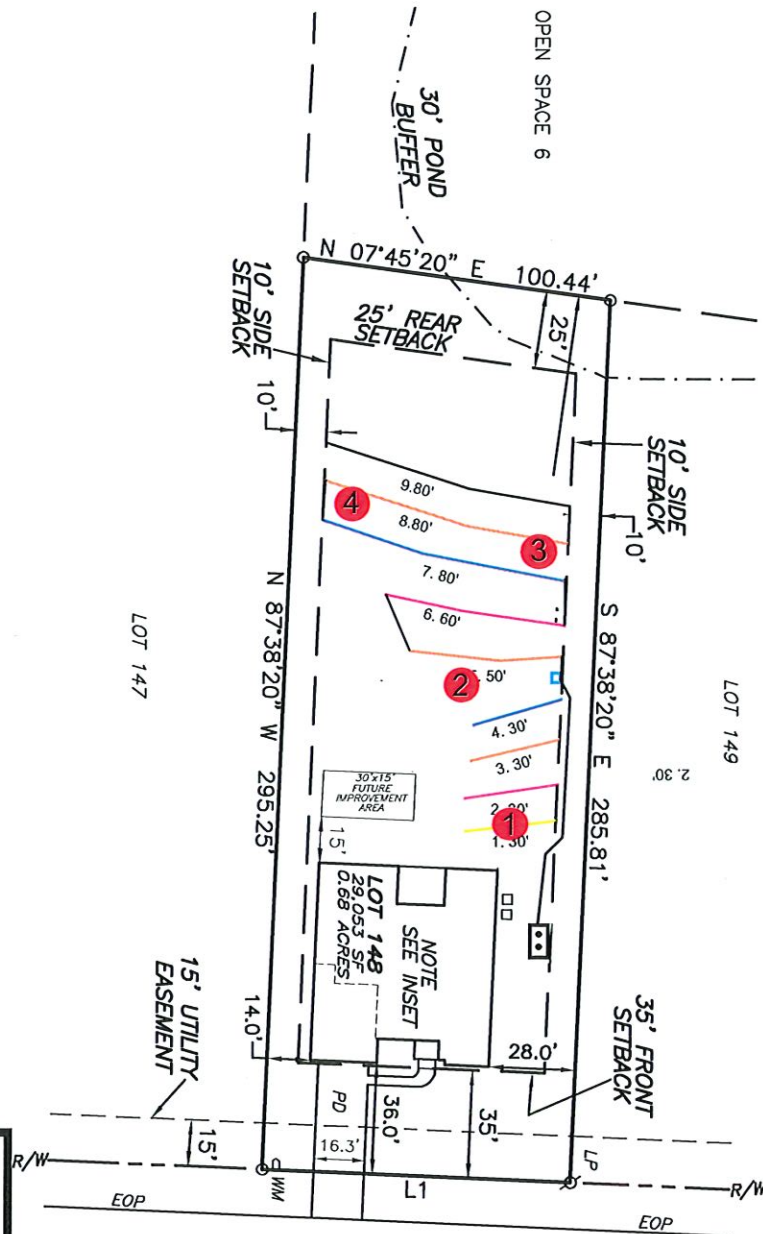 OPEN SPACE 6
30' POND
BUFFER
N 07°45'20" E 100.44'
10' SIDE
SETBACK
25' REAR
SETBACK
25'
10'
10' SIDE
SETBACK
10'
9.80'
4
8.80'
3
7.80'
6.60'
2
.50'
4.30'
3.30'
1
1.30'
N 87°38'20" W 295.25'
S 87°38'20" E 285.81'
LOT 147
LOT 149
2.30'
30'x15'
FUTURE
IMPROVEMENT
AREA
15'
LOT 148
29,053 SF
0.68 ACRES
NOTE
SEE INSET
14.0'
28.0'
15' UTILITY
EASEMENT
35' FRONT
SETBACK
PD
36.0'
35'
16.3'
15'
LP
R/W
WM
L1
R/W
EOP
EOP